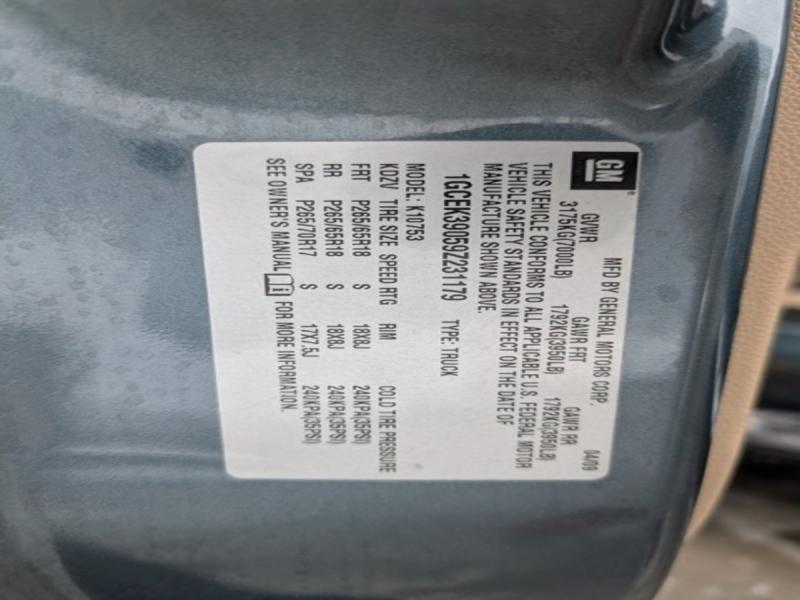 GM
MFD BY GENERAL MOTORS CORP. 04/09
GVWR GAWR FRT GAWR RR
3175KG(7000LB) 1792KG(3950LB) 1792KG(3950LB)
THIS VEHICLE CONFORMS TO ALL APPLICABLE U.S. FEDERAL MOTOR
VEHICLE SAFETY STANDARDS IN EFFECT ON THE DATE OF
MANUFACTURE SHOWN ABOVE.
1GCEK39059Z231179 TYPE: TRUCK
MODEL: K10753
KDZV TIRE SIZE SPEED RTG RIM COLD TIRE PRESSURE
FRT P265/65R18 S 18X8J 240KPA(35PSI)
RR P265/65R18 S 18X8J 240KPA(35PSI)
SPA P265/70R17 S 17X7.5J 240KPA(35PSI)
SEE OWNER'S MANUAL FOR MORE INFORMATION.